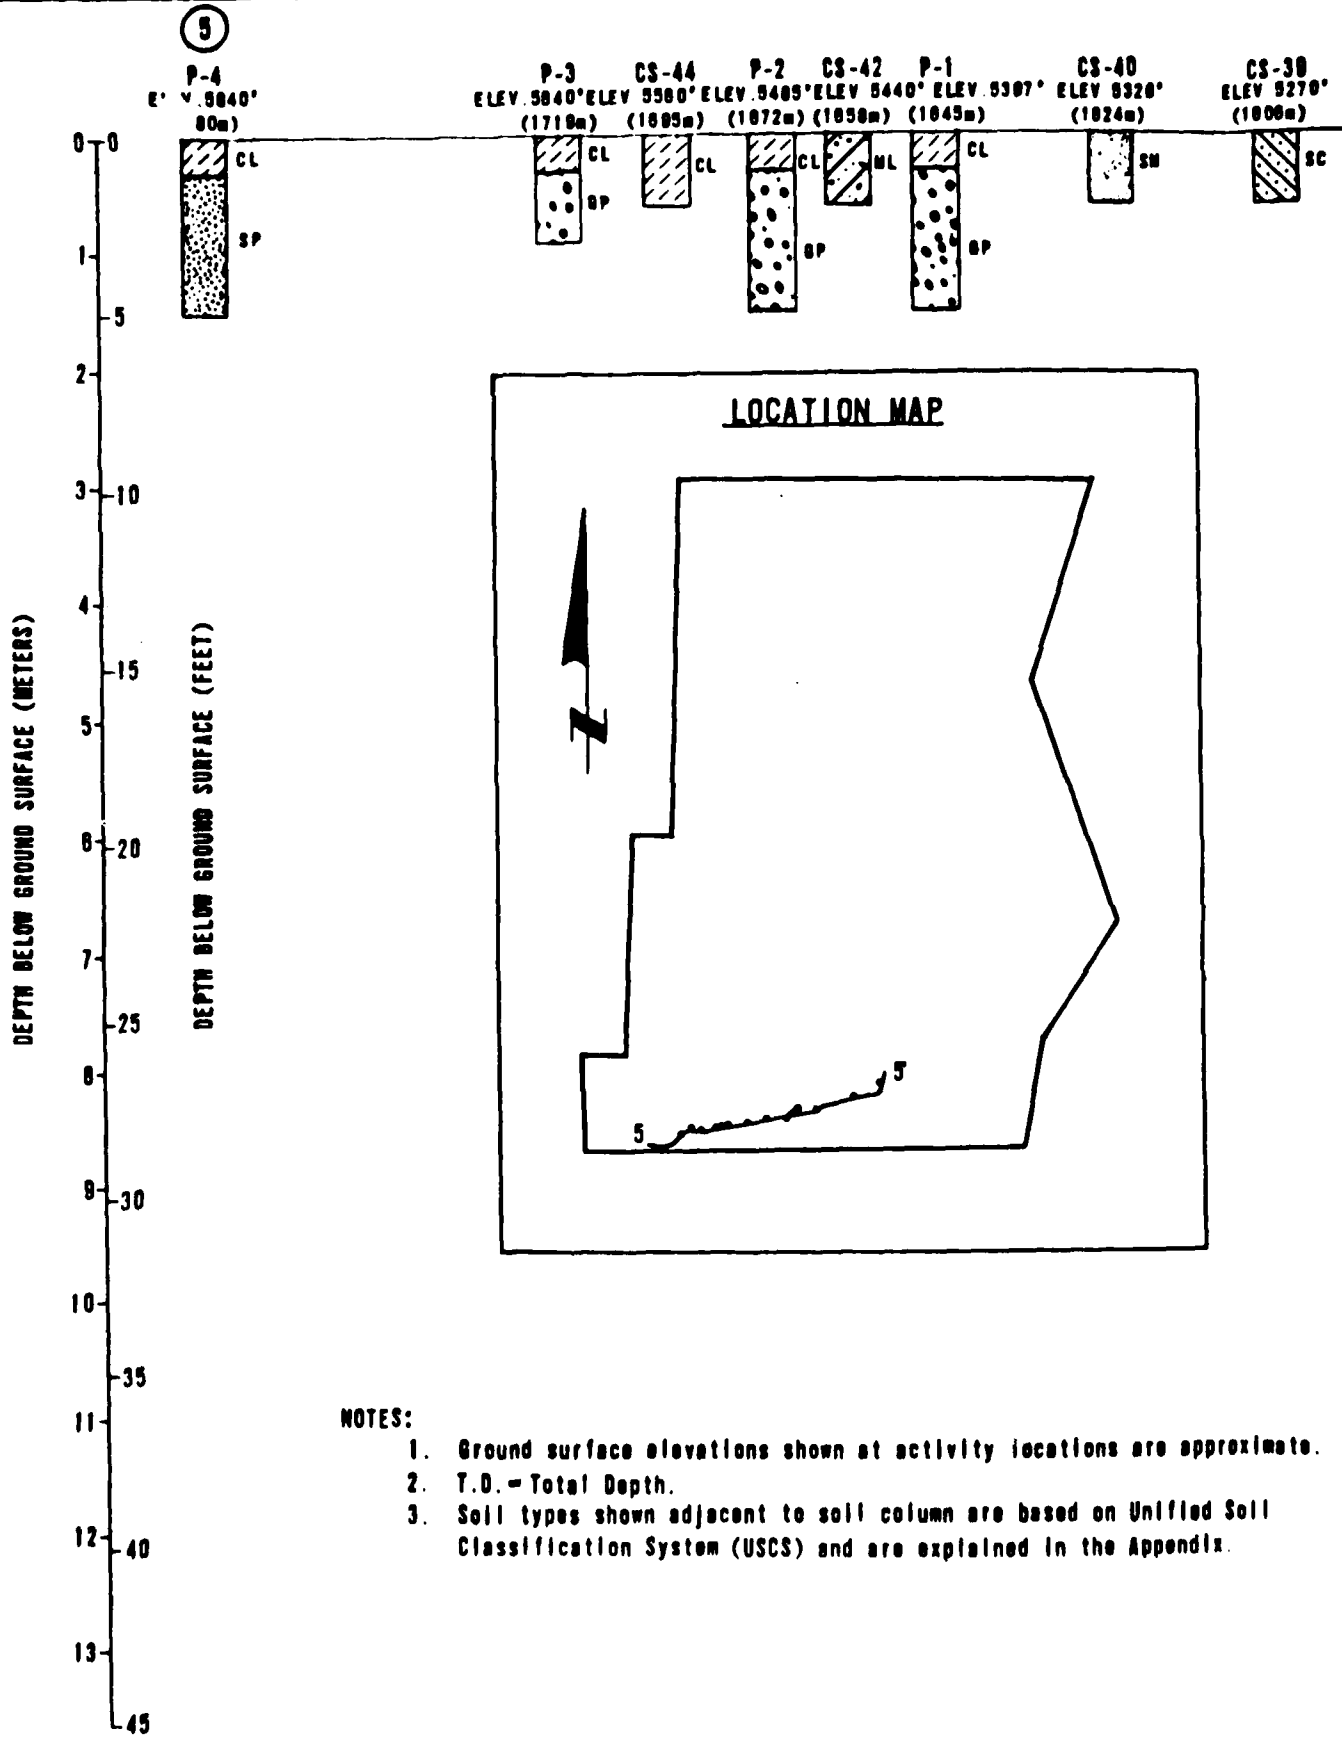 5
P-4
P-3
CS-44
P-2
CS-42
P-1
CS-40
CS-39
ELEV.5640'
ELEV 5560'
ELEV.5485'
ELEV 5440'
ELEV.5397'
ELEV 5328'
ELEV 5270'
80m)
(1719m)
(1695m)
(1672m)
(1658m)
(1645m)
(1624m)
(1606m)
0
0
CL
CL
CL
CL
ML
CL
SM
SC
SP
GP
GP
GP
1
5
2
LOCATION MAP
3
10
4
15
5
6
20
7
25
8
9
30
10
35
11
12
40
13
45
DEPTH BELOW GROUND SURFACE (METERS)
DEPTH BELOW GROUND SURFACE (FEET)
N
5
5'
NOTES:
1. Ground surface elevations shown at activity locations are approximate.
2. T.D.=Total Depth.
3. Soil types shown adjacent to soil column are based on Unified Soil
Classification System (USCS) and are explained in the Appendix.